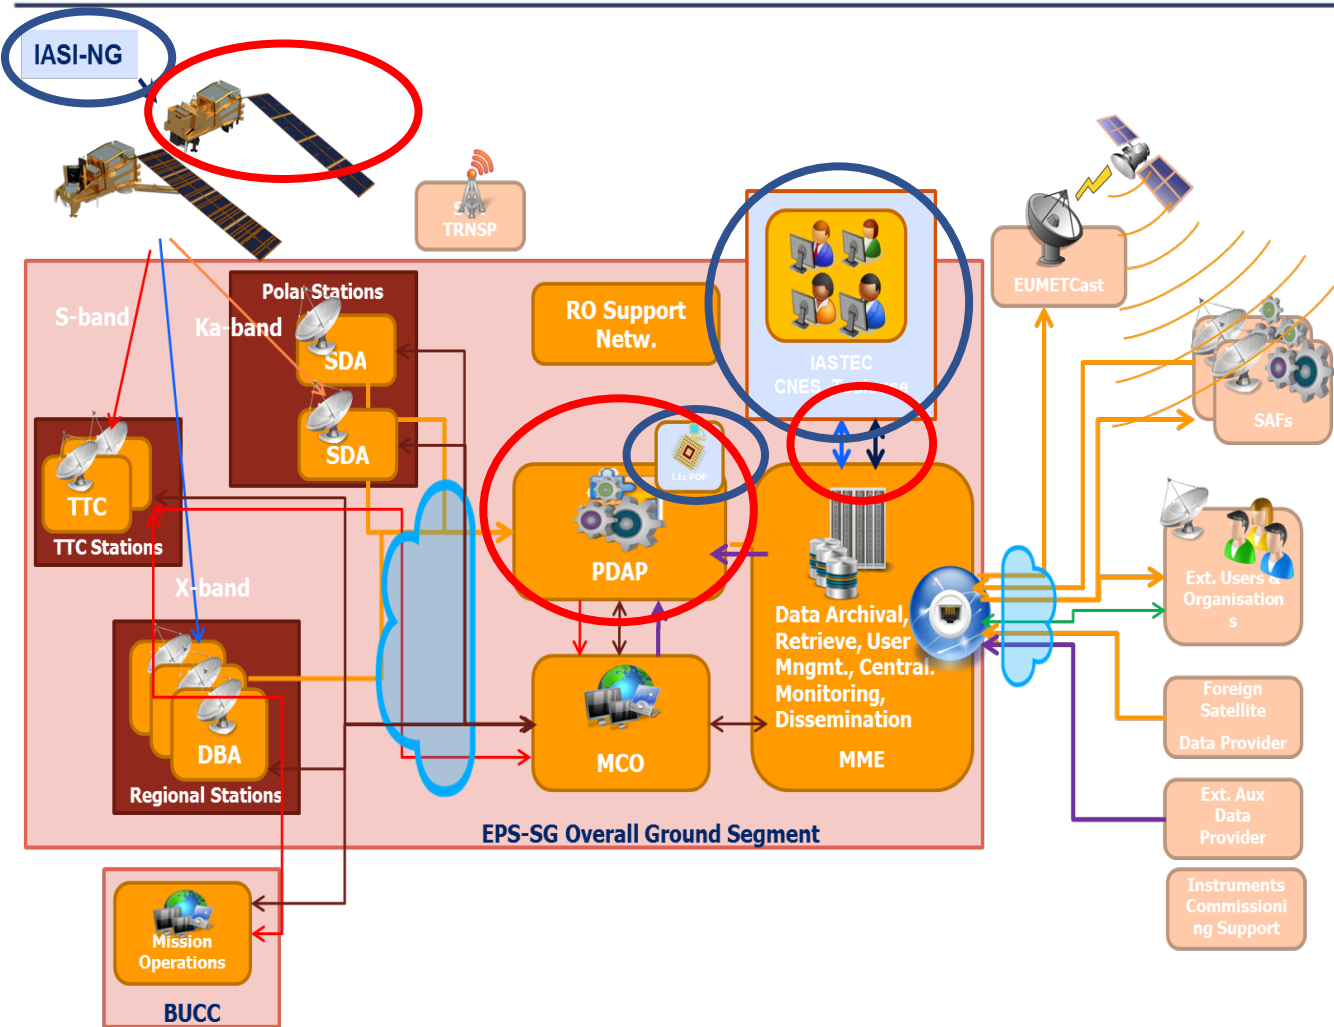 IASI-NG
TRNSP
EUMETCast
SAFs
S-band
Ka-band
Polar Stations
SDA
SDA
RO Support
Netw.
IASTEC
CNES
TTC
TTC Stations
X-band
L1c POP
PDAP
Data Archival,
Retrieve, User
Mngmt., Central.
Monitoring,
Dissemination
MME
DBA
Regional Stations
MCO
EPS-SG Overall Ground Segment
Mission
Operations
BUCC
Ext. Users &
Organisation
s
Foreign
Satellite
Data Provider
Ext. Aux
Data
Provider
Instruments
Commissioni
ng Support